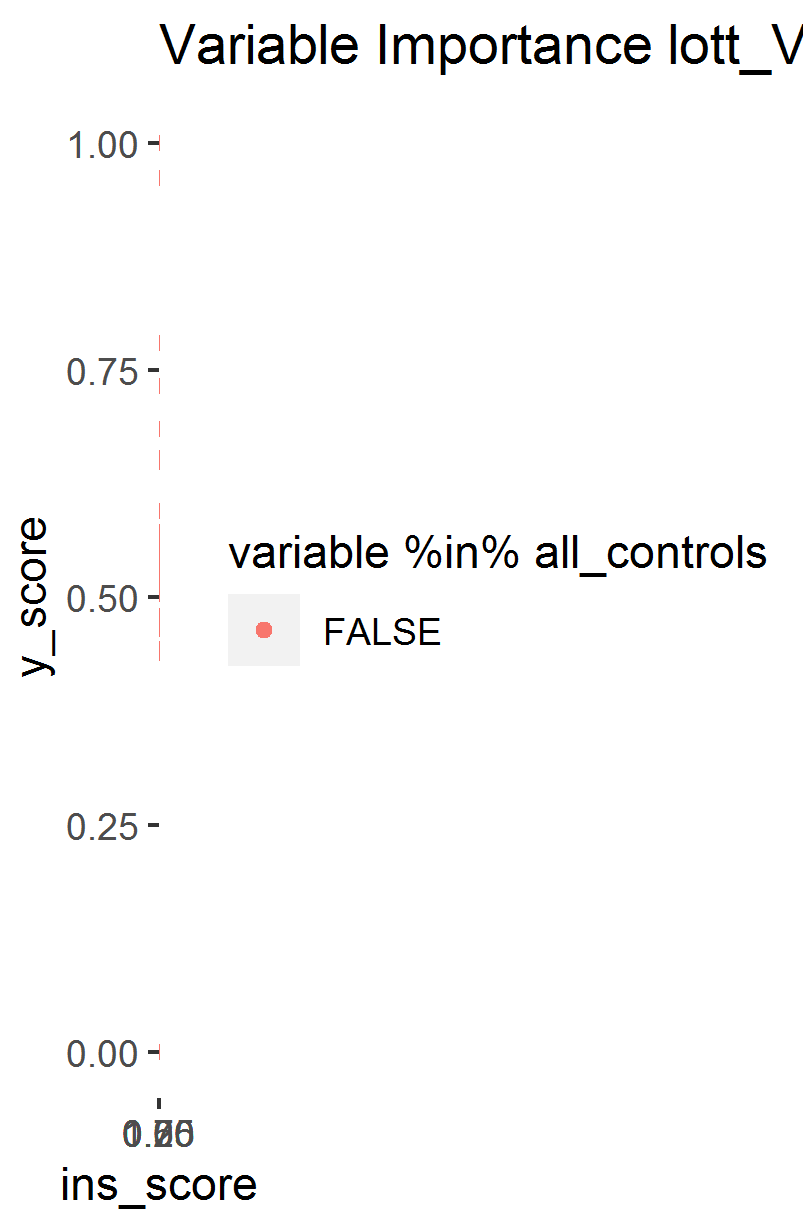 Variable Importance lott_V
1.00
0.75
0.50
0.25
0.00
y_score
variable %in% all_controls
FALSE
ins_score